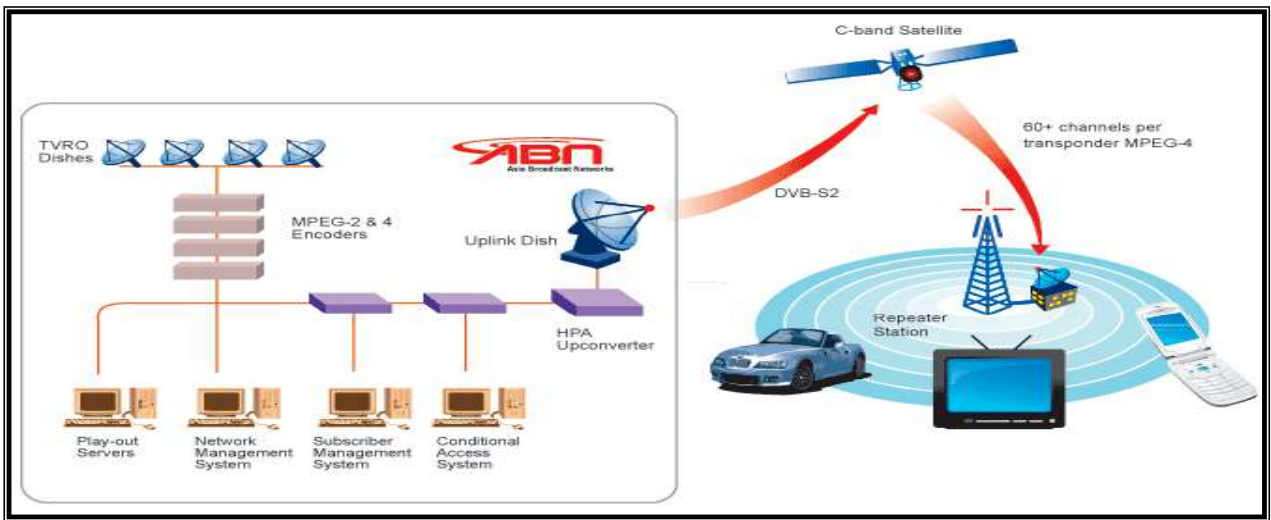 C-band Satellite
TVRO
Dishes
ABN
Asia Broadcast Networks
60+ channels per
transponder MPEG-4
DVB-S2
MPEG-2 & 4
Encoders
Uplink Dish
HPA
Upconverter
Repeater
Station
Play-out
Servers
Network
Management
System
Subscriber
Management
System
Conditional
Access
System